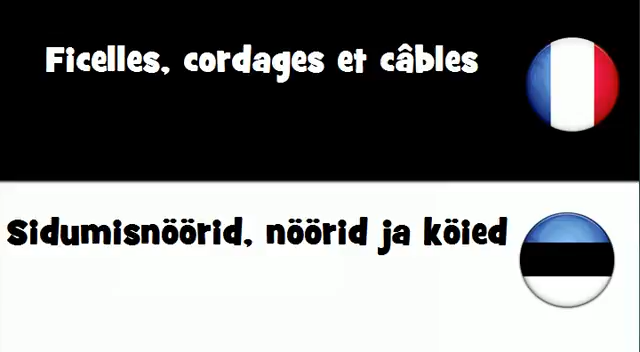 Ficelles, cordages et câbles
Sidumisnöörid, nöörid ja köied